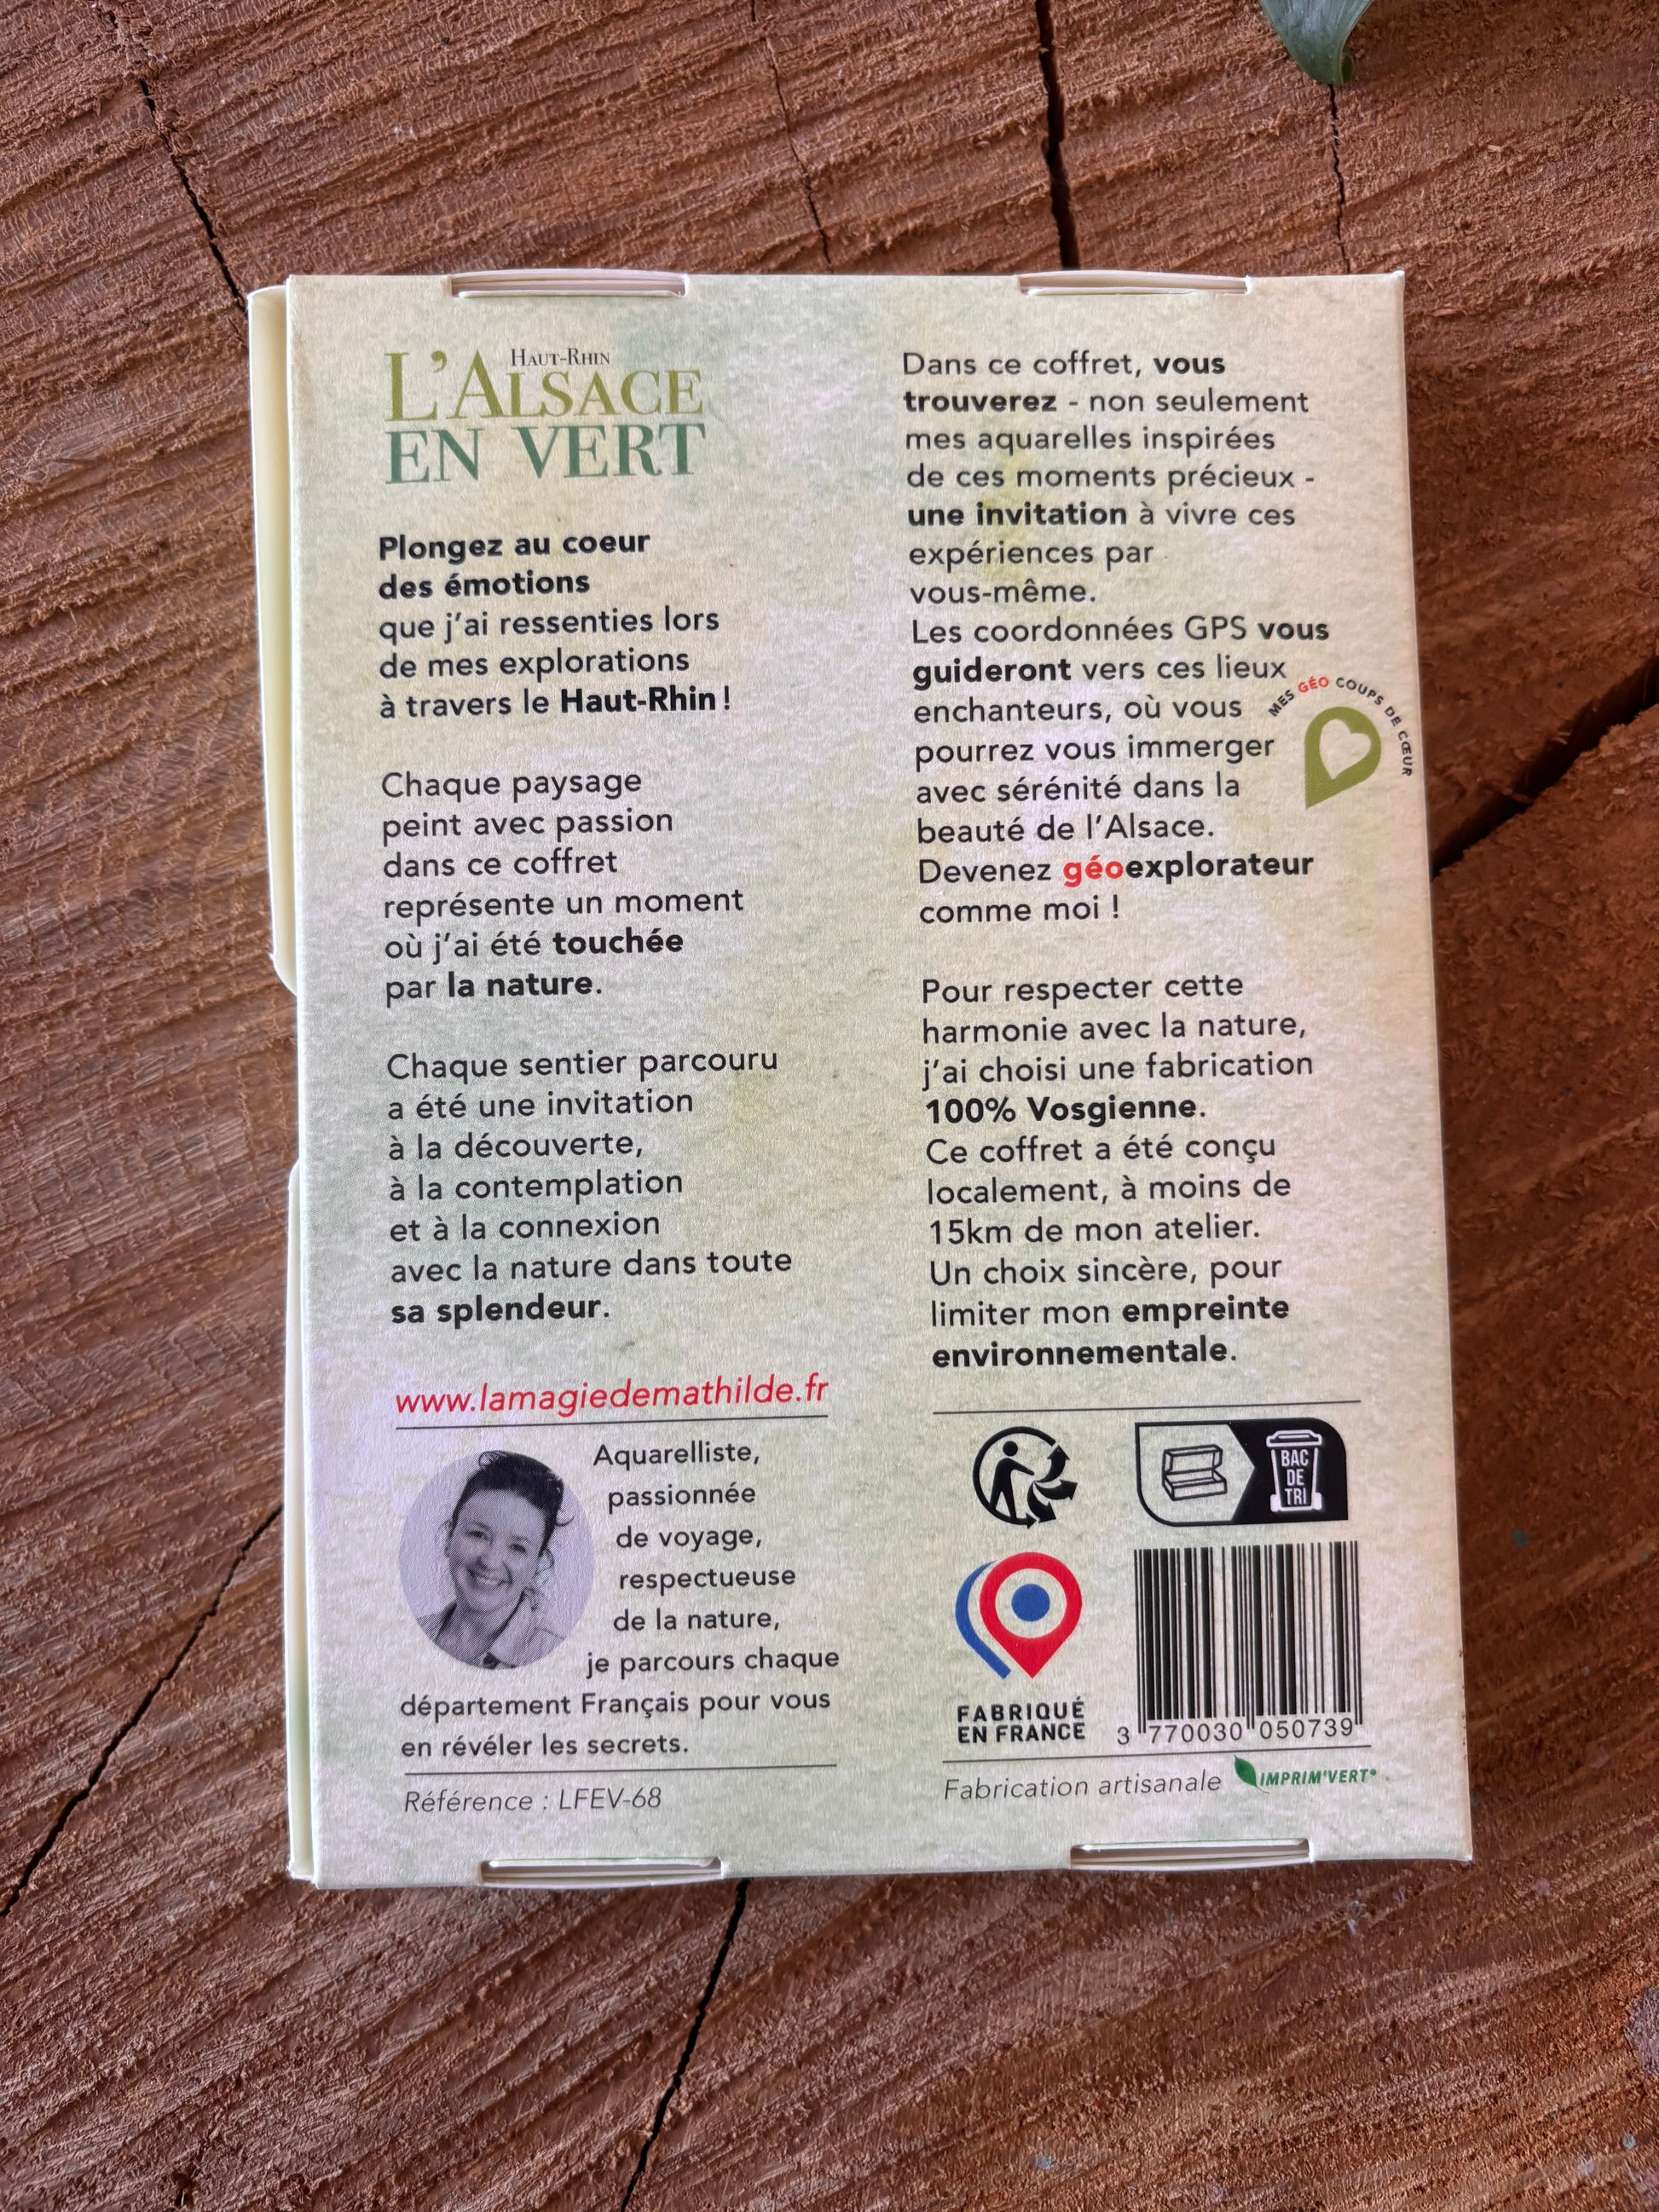 HAUT-RHIN
L'ALSACE
EN VERT
Plongez au coeur
des émotions
que j'ai ressenties lors
de mes explorations
à travers le Haut-Rhin !
Chaque paysage
peint avec passion
dans ce coffret
représente un moment
où j'ai été touchée
par la nature.
Chaque sentier parcouru
a été une invitation
à la découverte,
à la contemplation
et à la connexion
avec la nature dans toute
sa splendeur.
www.lamagiedemathilde.fr
Aquarelliste,
passionnée
de voyage,
respectueuse
de la nature,
je parcours chaque
département Français pour vous
en révéler les secrets.
Référence : LFEV-68
Dans ce coffret, vous
trouverez - non seulement
mes aquarelles inspirées
de ces moments précieux -
une invitation à vivre ces
expériences par
vous-même.
Les coordonnées GPS vous
guideront vers ces lieux
enchanteurs, où vous
pourrez vous immerger
avec sérénité dans la
beauté de l'Alsace.
Devenez géoexplorateur
comme moi !
MES GÉO COUPS DE CŒUR
Pour respecter cette
harmonie avec la nature,
j'ai choisi une fabrication
100% Vosgienne.
Ce coffret a été conçu
localement, à moins de
15km de mon atelier.
Un choix sincère, pour
limiter mon empreinte
environnementale.
BAC
DE
TRI
FABRIQUÉ
EN FRANCE
3 770030 050739
Fabrication artisanale
IMPRIM'VERT®